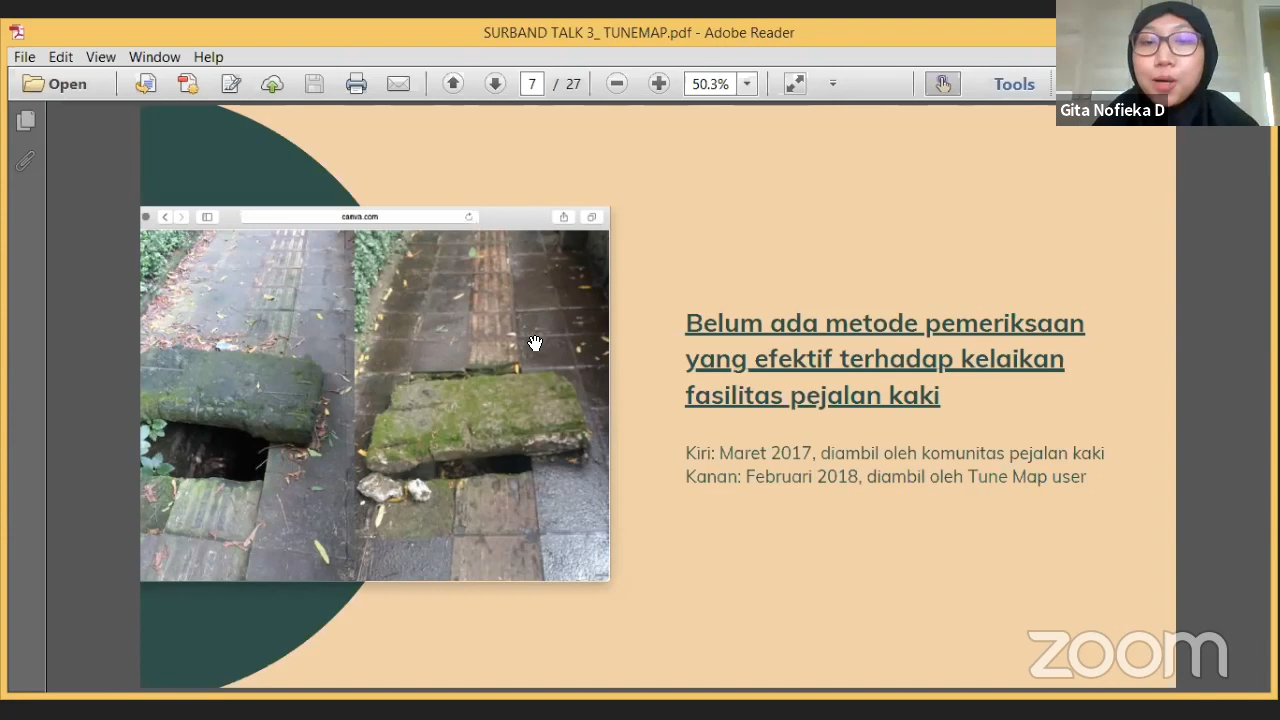 SURBAND TALK 3_ TUNEMAP.pdf - Adobe Reader
File Edit View Window Help
Open 7 / 27 50.3% Tools
Gita Nofieka D
canva.com
Belum ada metode pemeriksaan
yang efektif terhadap kelaikan
fasilitas pejalan kaki
Kiri: Maret 2017, diambil oleh komunitas pejalan kaki
Kanan: Februari 2018, diambil oleh Tune Map user
zoom